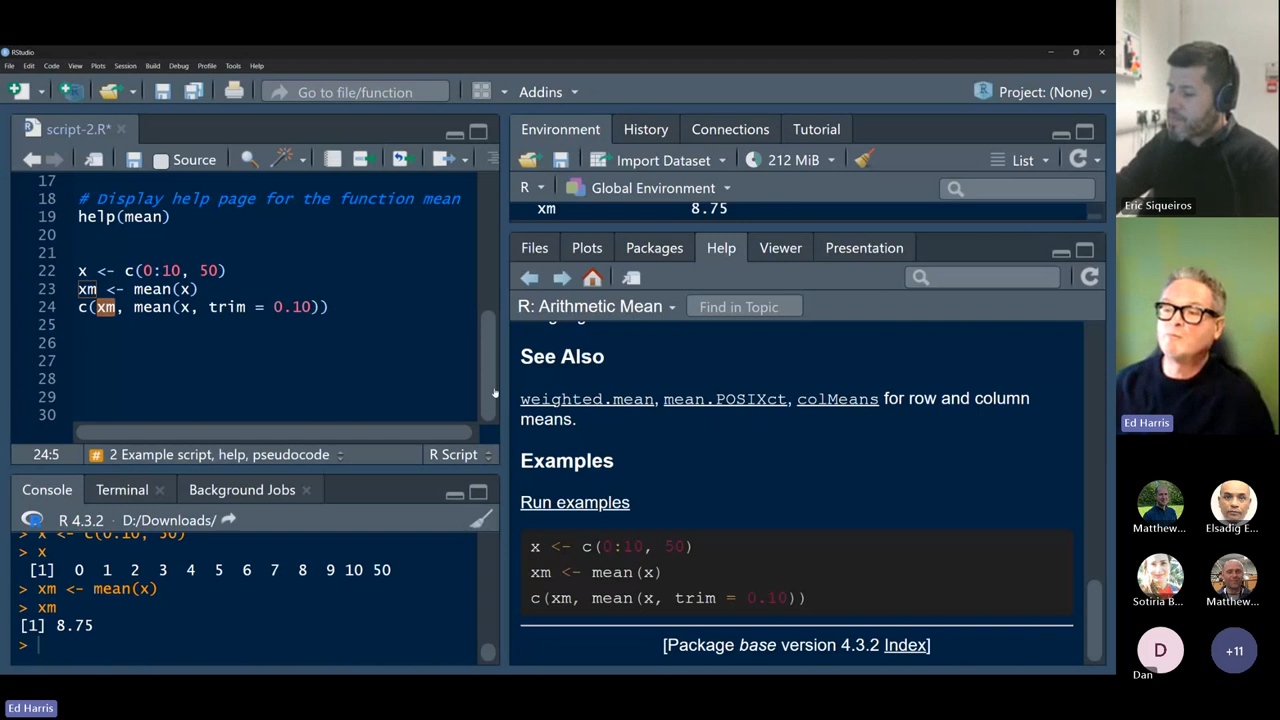 RStudio
File Edit Code View Plots Session Build Debug Profile Tools Help
Go to file/function Addins Project: (None)
script-2.R*
Source
17
18 # Display help page for the function mean
19 help(mean)
20
21
22 x <- c(0:10, 50)
23 xm <- mean(x)
24 c(xm, mean(x, trim = 0.10))
25
26
27
28
29
30
24:5 # 2 Example script, help, pseudocode R Script
Console Terminal Background Jobs
R 4.3.2 · D:/Downloads/
> x <- c(0:10, 50)
> x
[1] 0 1 2 3 4 5 6 7 8 9 10 50
> xm <- mean(x)
> xm
[1] 8.75
>
Environment History Connections Tutorial
Import Dataset 212 MiB List
R Global Environment
xm 8.75
Files Plots Packages Help Viewer Presentation
R: Arithmetic Mean Find in Topic
See Also
weighted.mean, mean.POSIXct, colMeans for row and column
means.
Examples
Run examples
x <- c(0:10, 50)
xm <- mean(x)
c(xm, mean(x, trim = 0.10))
[Package base version 4.3.2 Index]
Eric Siqueiros
Ed Harris
Matthew... Elsadig E...
Sotiria B... Matthew...
D +11
Dan
Ed Harris